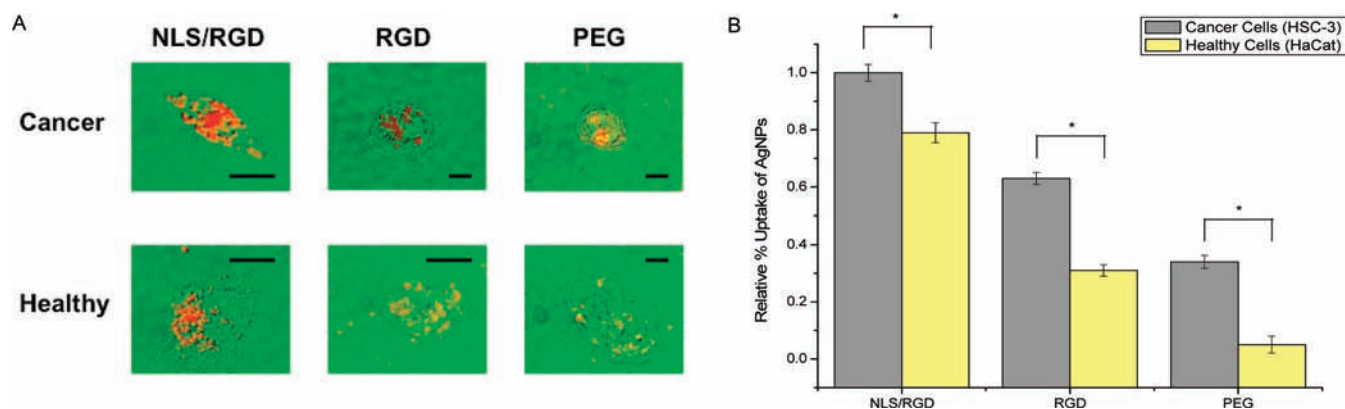 A
NLS/RGD RGD PEG
Cancer
Healthy
B
Cancer Cells (HSC-3)
Healthy Cells (HaCat)
*
*
*
Relative % Uptake of AgNPs
1.0
0.8
0.6
0.4
0.2
0.0
NLS/RGD RGD PEG